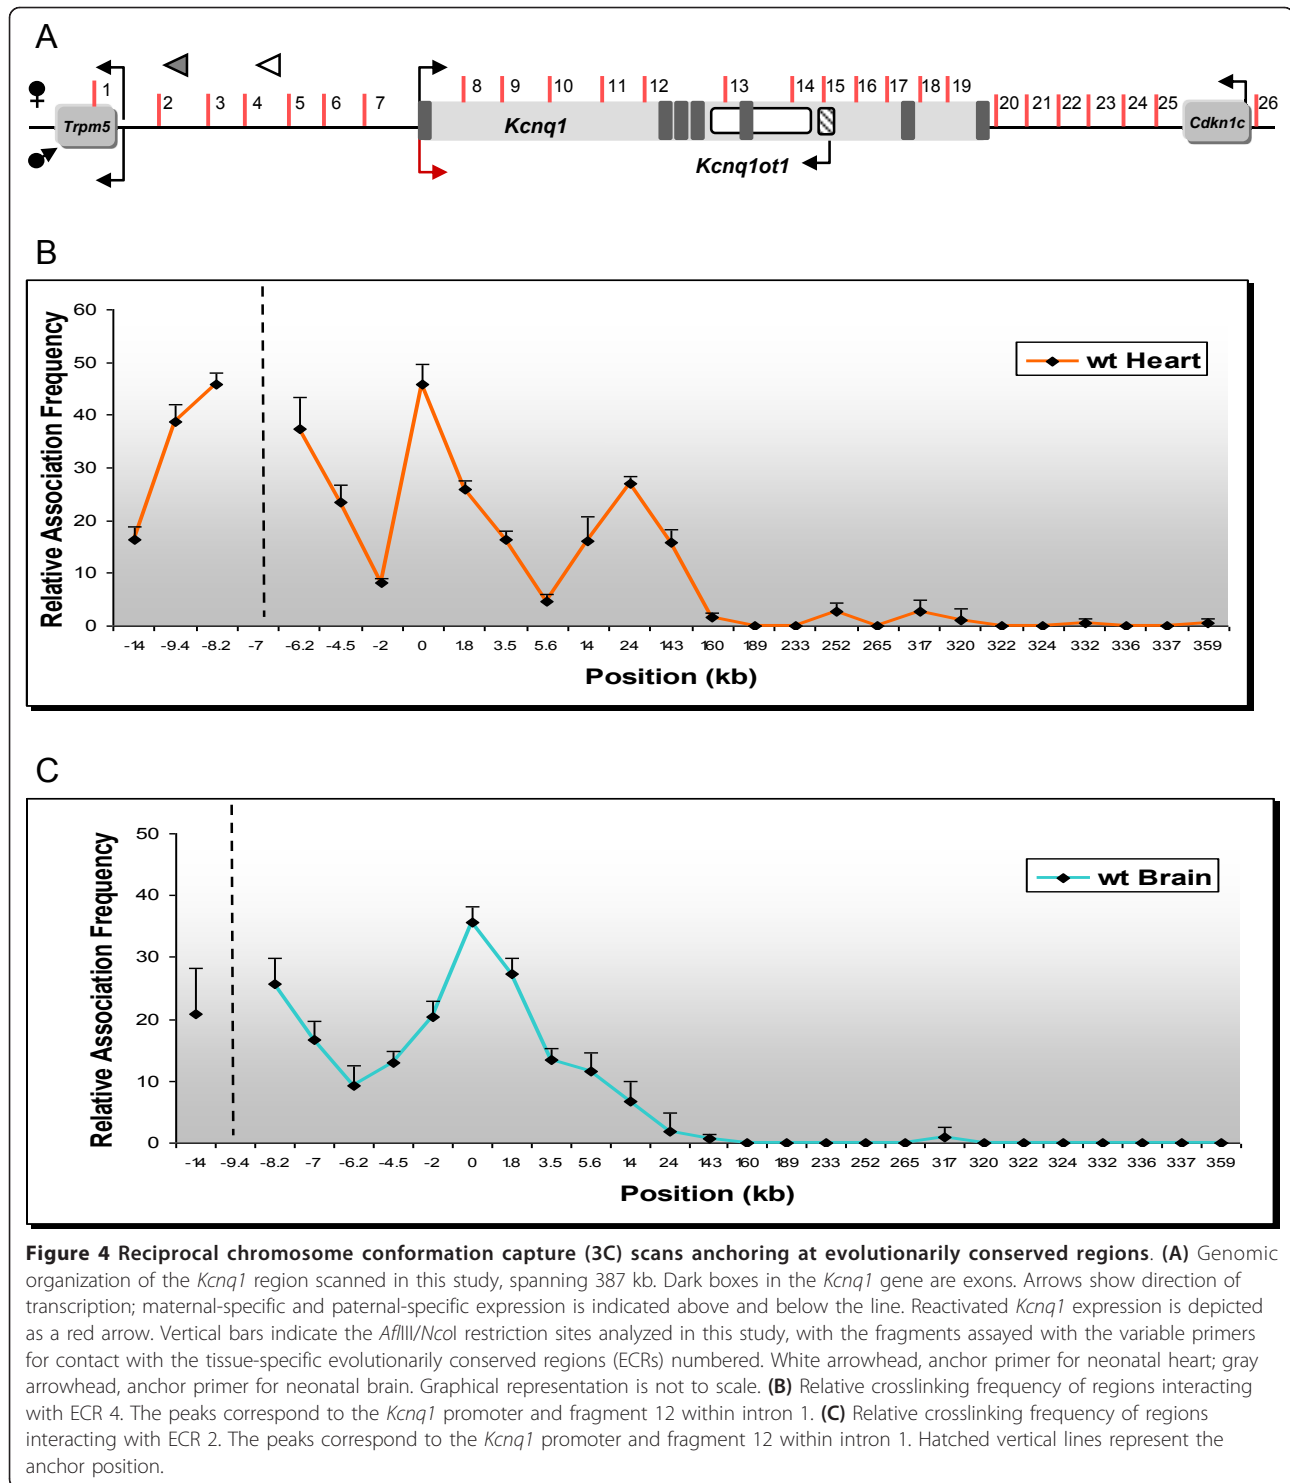 A
1
2
3
4
5
6
7
8
9
10
11
12
13
14
15
16
17
18
19
20
21
22
23
24
25
26
Trpm5
Kcnq1
Cdkn1c
Kcnq1ot1
B
Relative Association Frequency
60
50
40
30
20
10
0
wt Heart
-14 -9.4 -8.2 -7 -6.2 -4.5 -2 0 1.8 3.5 5.6 14 24 143 160 189 233 252 265 317 320 322 324 332 336 337 359
Position (kb)
C
Relative Association Frequency
50
40
30
20
10
0
wt Brain
-14 -9.4 -8.2 -7 -6.2 -4.5 -2 0 1.8 3.5 5.6 14 24 143 160 189 233 252 265 317 320 322 324 332 336 337 359
Position (kb)
Figure 4 Reciprocal chromosome conformation capture (3C) scans anchoring at evolutionarily conserved regions. (A) Genomic
organization of the Kcnq1 region scanned in this study, spanning 387 kb. Dark boxes in the Kcnq1 gene are exons. Arrows show direction of
transcription; maternal-specific and paternal-specific expression is indicated above and below the line. Reactivated Kcnq1 expression is depicted
as a red arrow. Vertical bars indicate the AflIII/NcoI restriction sites analyzed in this study, with the fragments assayed with the variable primers
for contact with the tissue-specific evolutionarily conserved regions (ECRs) numbered. White arrowhead, anchor primer for neonatal heart; gray
arrowhead, anchor primer for neonatal brain. Graphical representation is not to scale. (B) Relative crosslinking frequency of regions interacting
with ECR 4. The peaks correspond to the Kcnq1 promoter and fragment 12 within intron 1. (C) Relative crosslinking frequency of regions
interacting with ECR 2. The peaks correspond to the Kcnq1 promoter and fragment 12 within intron 1. Hatched vertical lines represent the
anchor position.